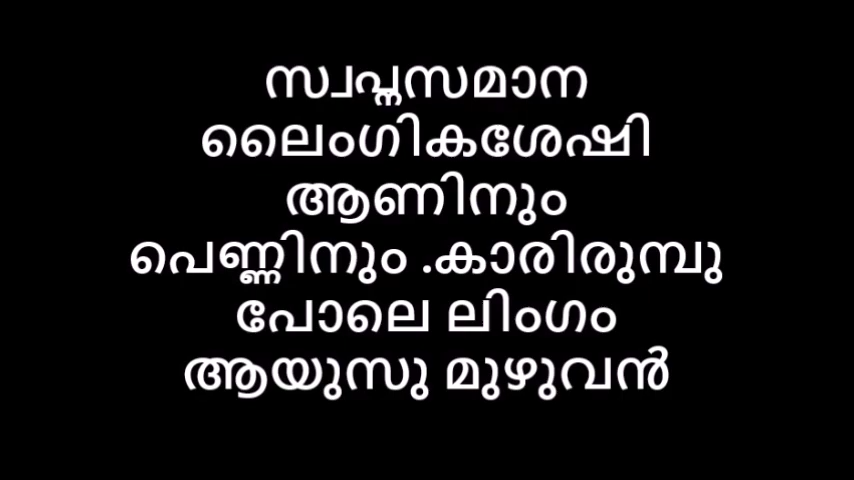 സ്വപ്നസമാന
ലൈംഗികശേഷി
ആണിനും
പെണ്ണിനും .കാരിരുമ്പു
പോലെ ലിംഗം
ആയുസു മുഴുവൻ